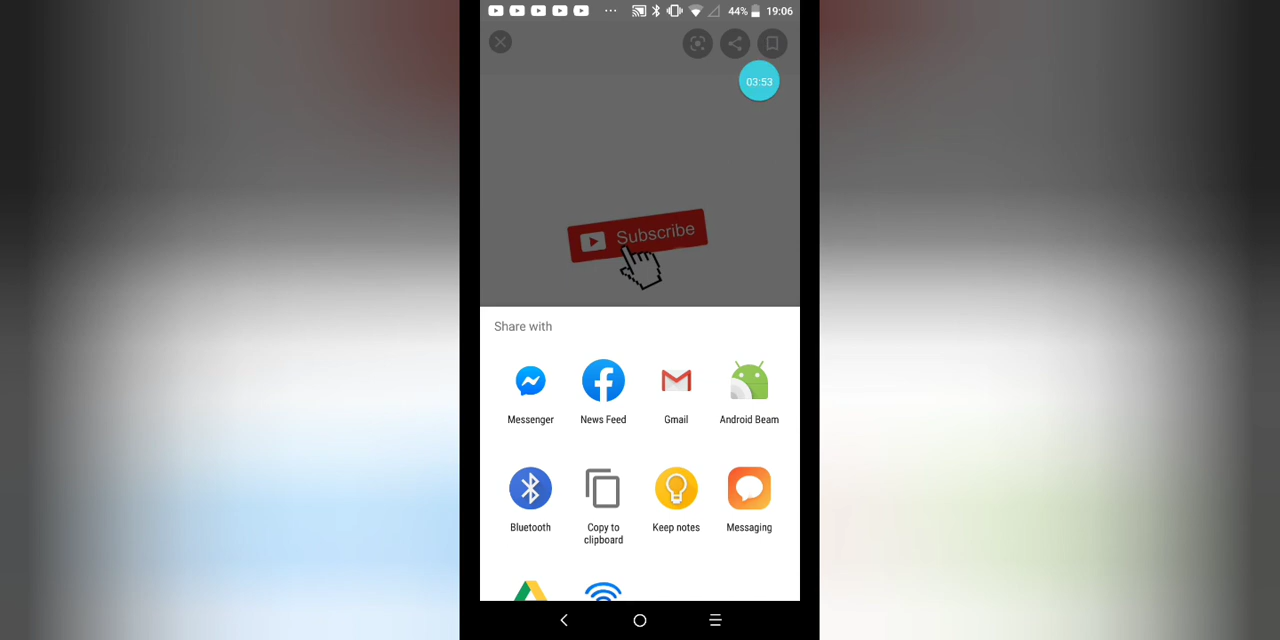 44% 19:06
03:53
Subscribe
Share with
Messenger News Feed Gmail Android Beam
Bluetooth Copy to clipboard Keep notes Messaging